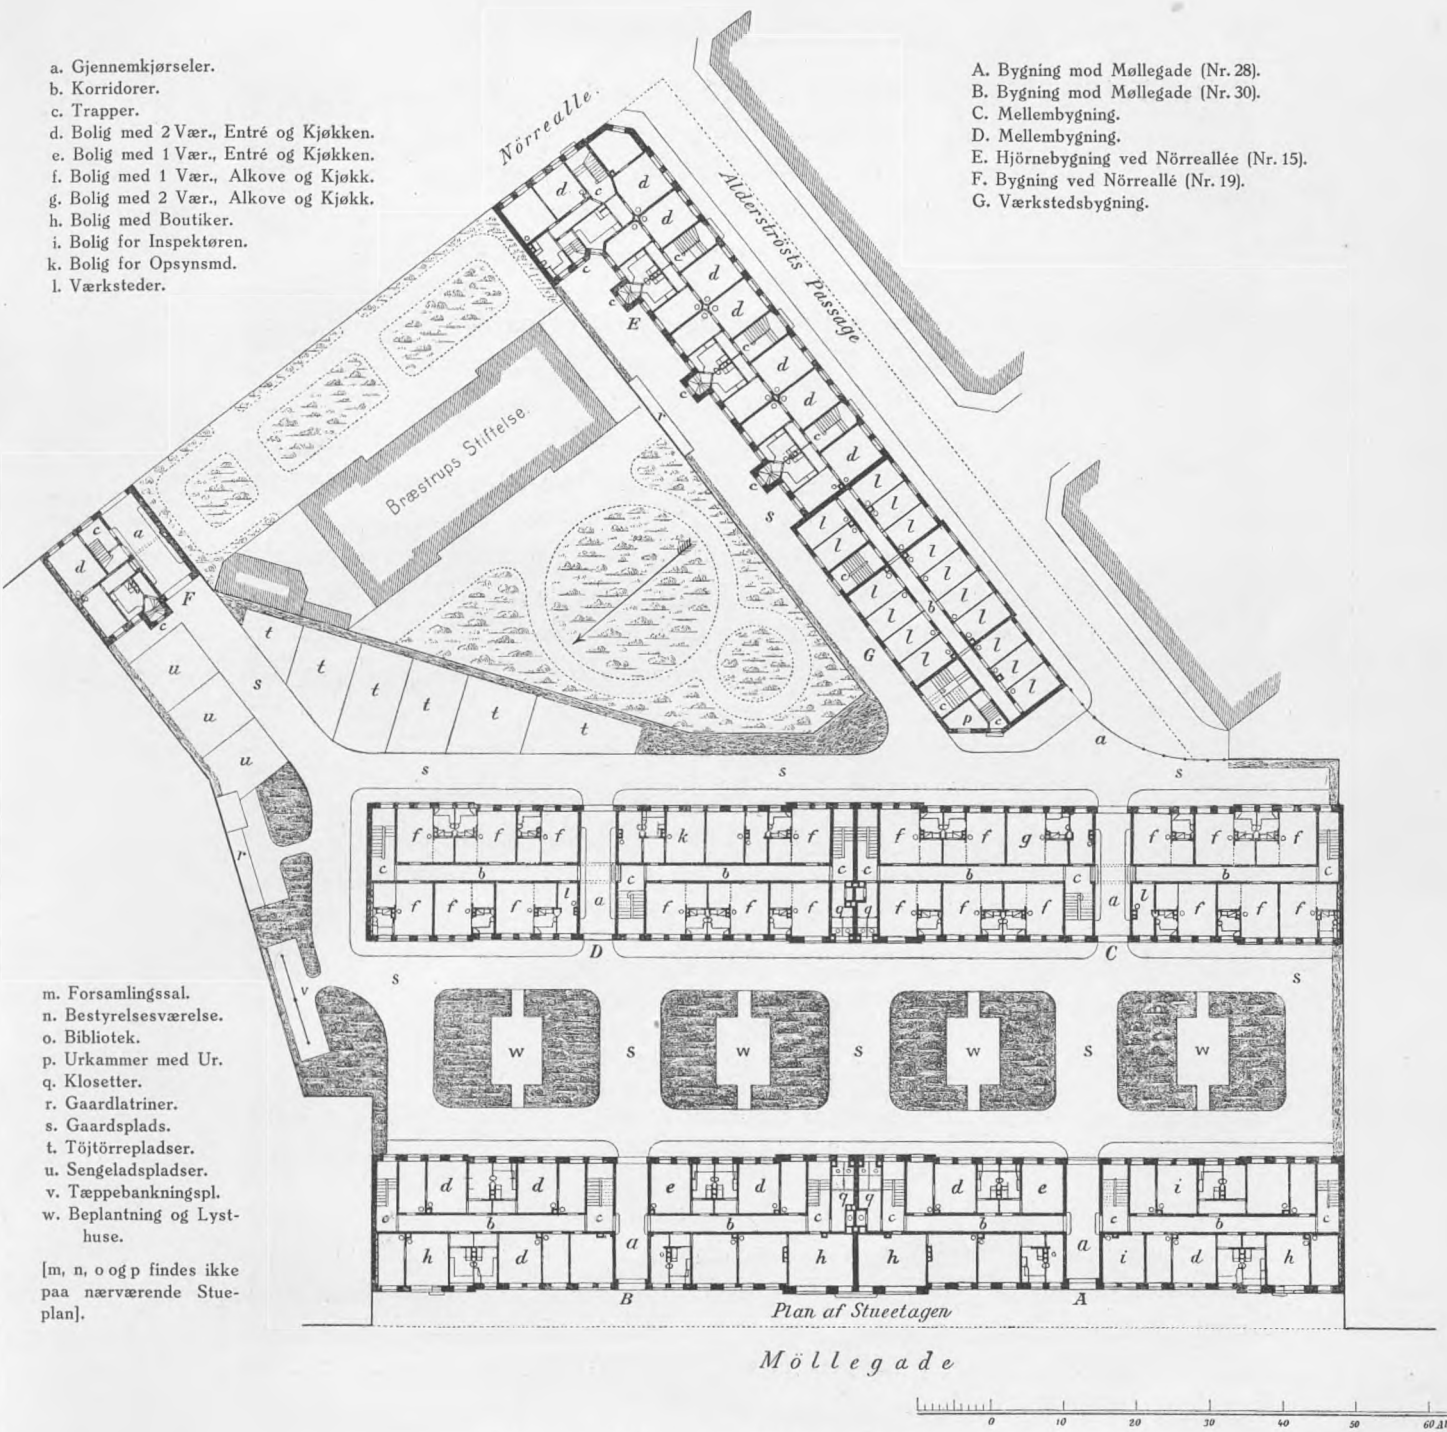 a. Gjennemkjørseler.
b. Korridorer.
c. Trapper.
d. Bolig med 2 Vær., Entré og Kjøkken.
e. Bolig med 1 Vær., Entré og Kjøkken.
f. Bolig med 1 Vær., Alkove og Kjøkk.
g. Bolig med 2 Vær., Alkove og Kjøkk.
h. Bolig med Boutiker.
i. Bolig for Inspektøren.
k. Bolig for Opsynsmd.
l. Værksteder.
A. Bygning mod Møllegade (Nr. 28).
B. Bygning mod Møllegade (Nr. 30).
C. Mellembygning.
D. Mellembygning.
E. Hjörnebygning ved Nörreallée (Nr. 15).
F. Bygning ved Nörreallé (Nr. 19).
G. Værkstedsbygning.
Nörrealle.
Alderströsts Passage
Bræstrups Stiftelse.
E
F
G
D
C
m. Forsamlingssal.
n. Bestyrelsesværelse.
o. Bibliotek.
p. Urkammer med Ur.
q. Klosetter.
r. Gaardlatriner.
s. Gaardsplads.
t. Töjtörrepladser.
u. Sengeladspladser.
v. Tæppebankningspl.
w. Beplantning og Lyst-
huse.
[m, n, o og p findes ikke
paa nærværende Stue-
plan].
B
A
Plan af Stueetagen
Möllegade
0 10 20 30 40 50 60 Al